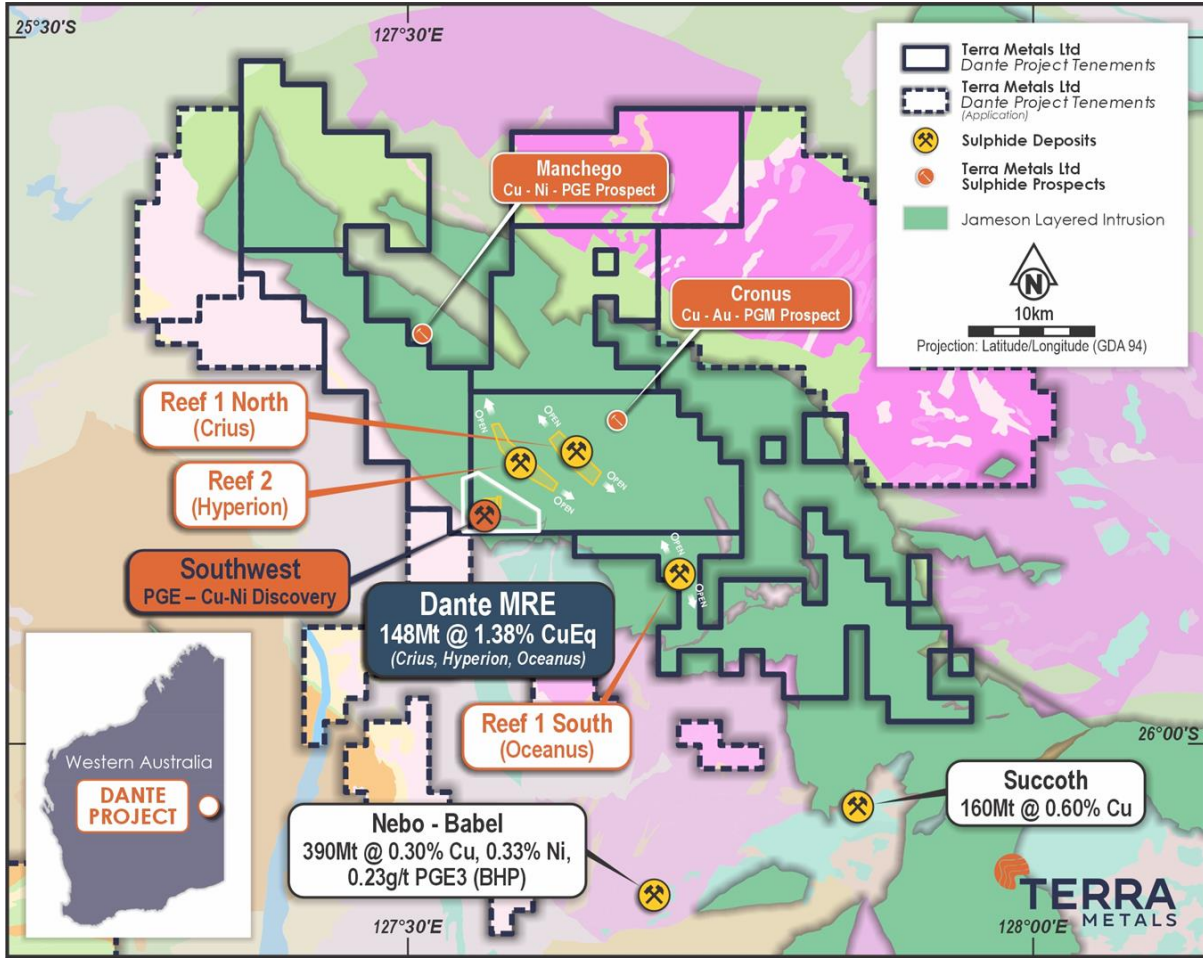 25°30'S
127°30'E
Terra Metals Ltd
Dante Project Tenements
Terra Metals Ltd
Dante Project Tenements
(Application)
Sulphide Deposits
Terra Metals Ltd
Sulphide Prospects
Jameson Layered Intrusion
N
10km
Projection: Latitude/Longitude (GDA 94)
Manchego
Cu - Ni - PGE Prospect
Cronus
Cu - Au - PGM Prospect
Reef 1 North
(Crius)
OPEN
OPEN
OPEN
OPEN
Reef 2
(Hyperion)
Southwest
PGE – Cu-Ni Discovery
OPEN
OPEN
Dante MRE
148Mt @ 1.38% CuEq
(Crius, Hyperion, Oceanus)
Reef 1 South
(Oceanus)
26°00'S
Western Australia
DANTE
PROJECT
Succoth
160Mt @ 0.60% Cu
Nebo - Babel
390Mt @ 0.30% Cu, 0.33% Ni,
0.23g/t PGE3 (BHP)
TERRA
METALS
127°30'E
128°00'E